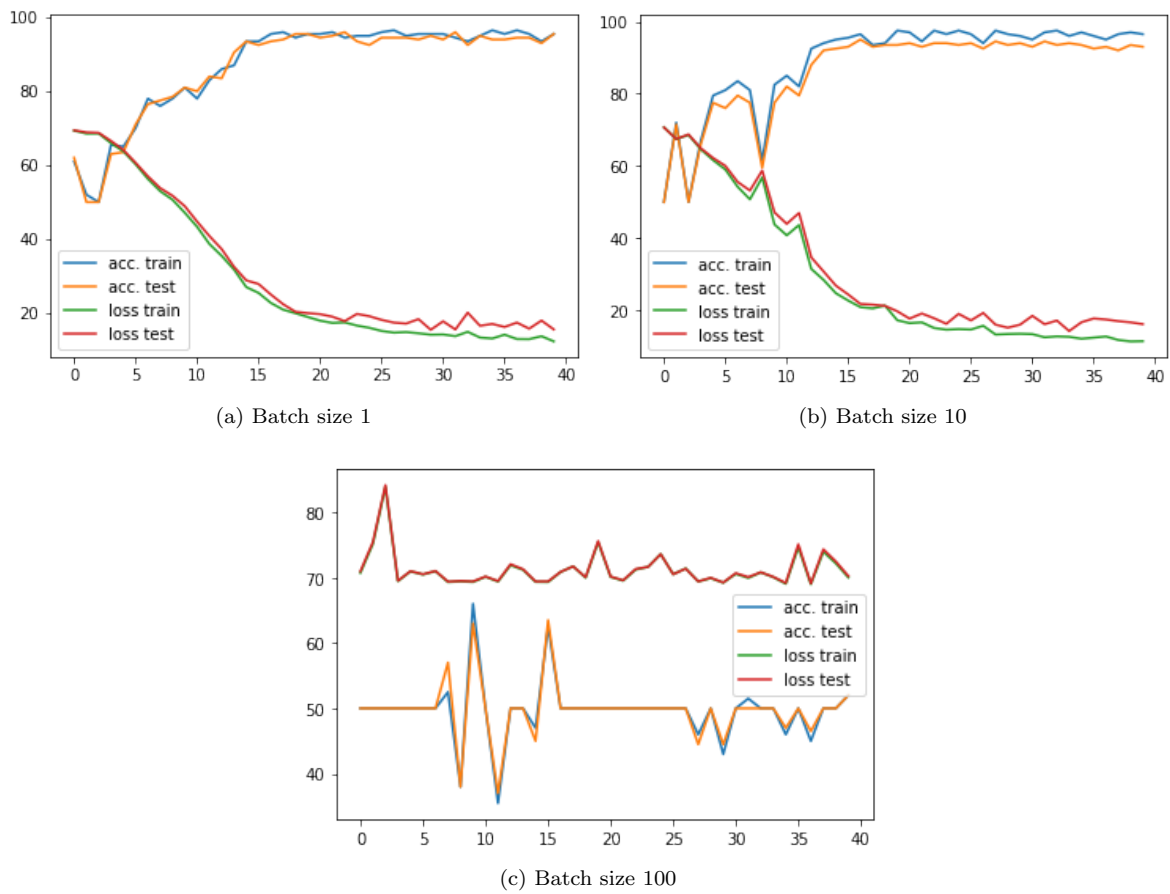 100
80
60
40
20
acc. train
acc. test
loss train
loss test
0 5 10 15 20 25 30 35 40
(a) Batch size 1
100
80
60
40
20
acc. train
acc. test
loss train
loss test
0 5 10 15 20 25 30 35 40
(b) Batch size 10
80
70
60
50
40
acc. train
acc. test
loss train
loss test
0 5 10 15 20 25 30 35 40
(c) Batch size 100